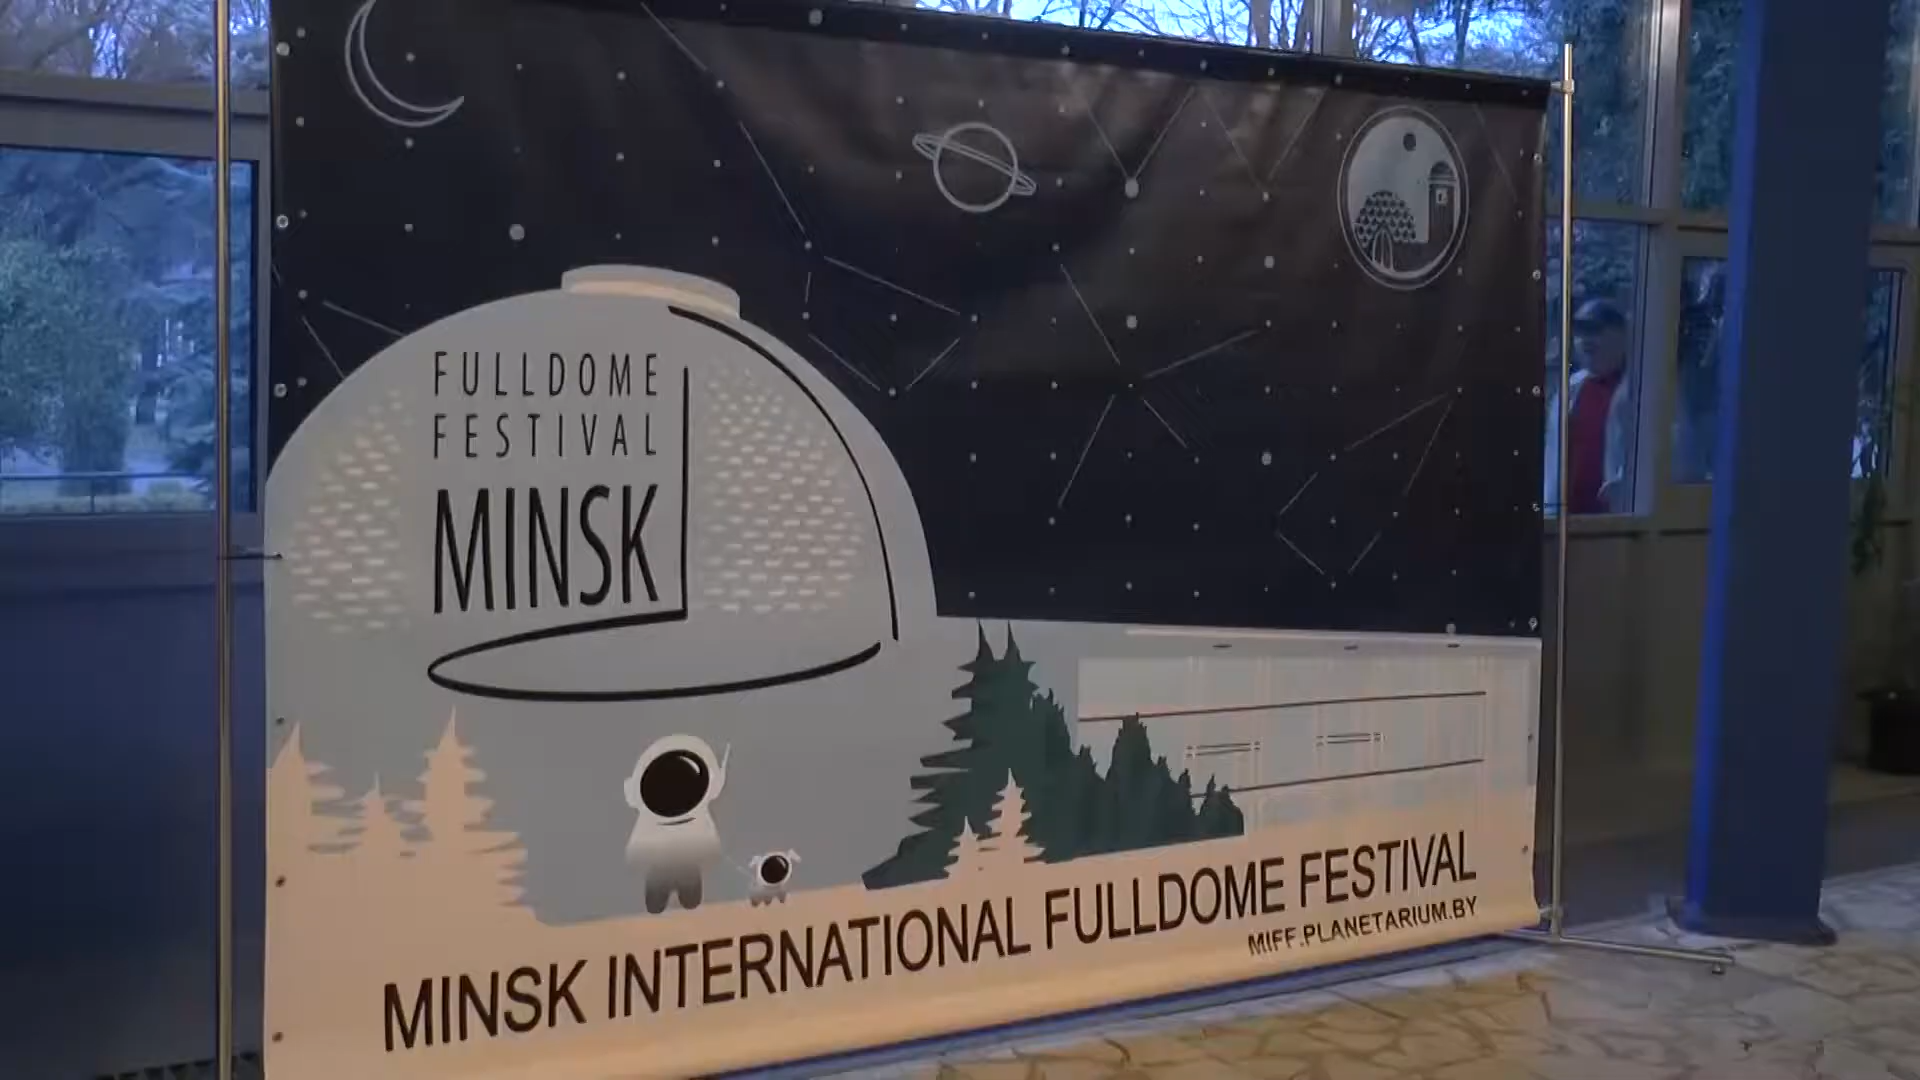 FULLDOME
FESTIVAL
MINSK
MINSK INTERNATIONAL FULLDOME FESTIVAL
MIFF.PLANETARIUM.BY